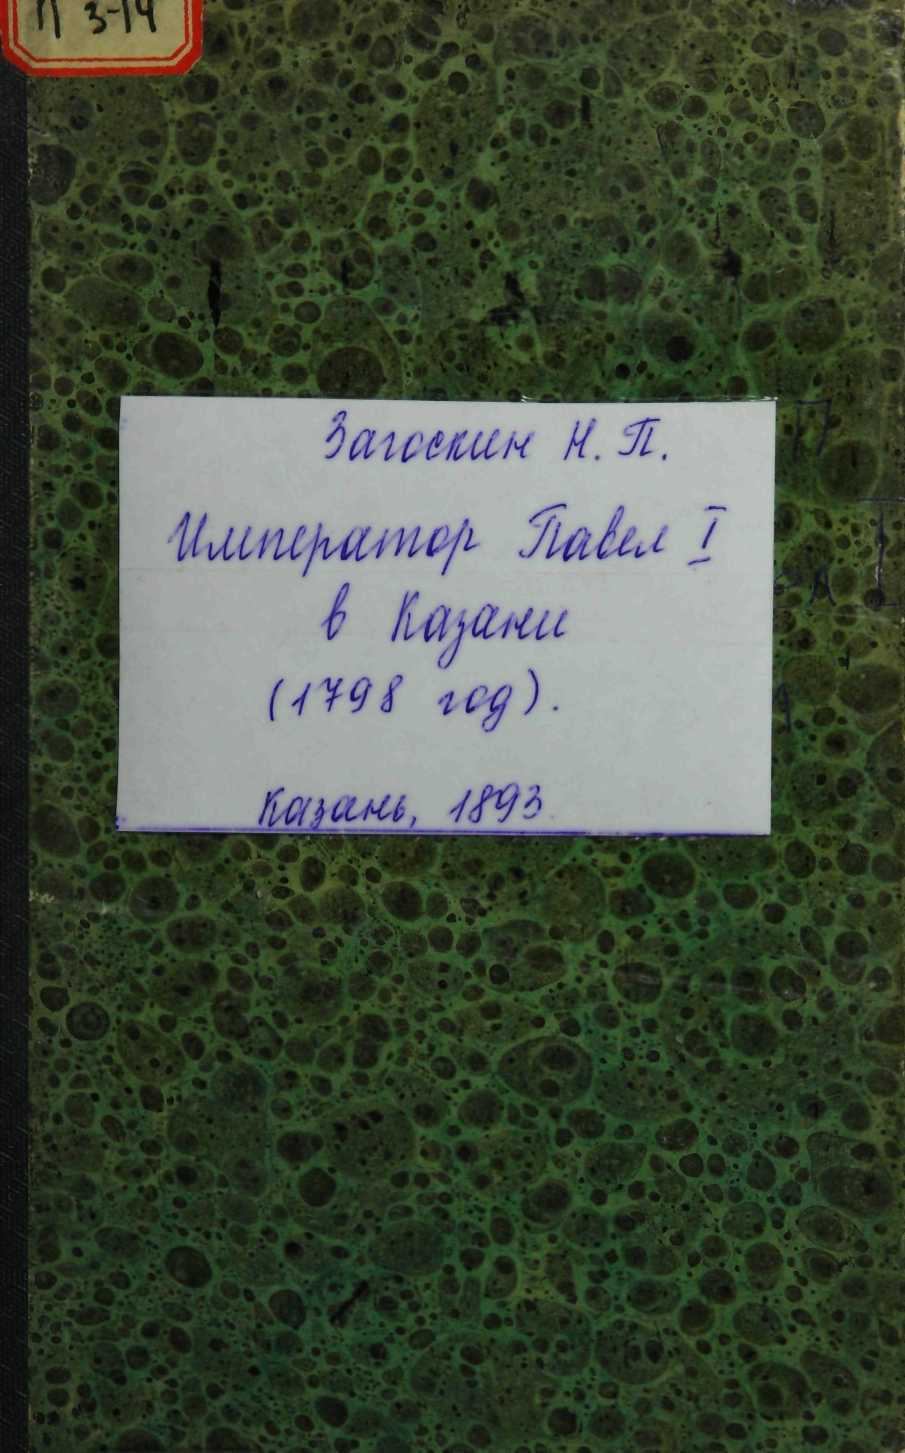 П 3-14
Загоскин Н. П.
Император Павел I
в Казани
(1798 год).
Казань, 1893